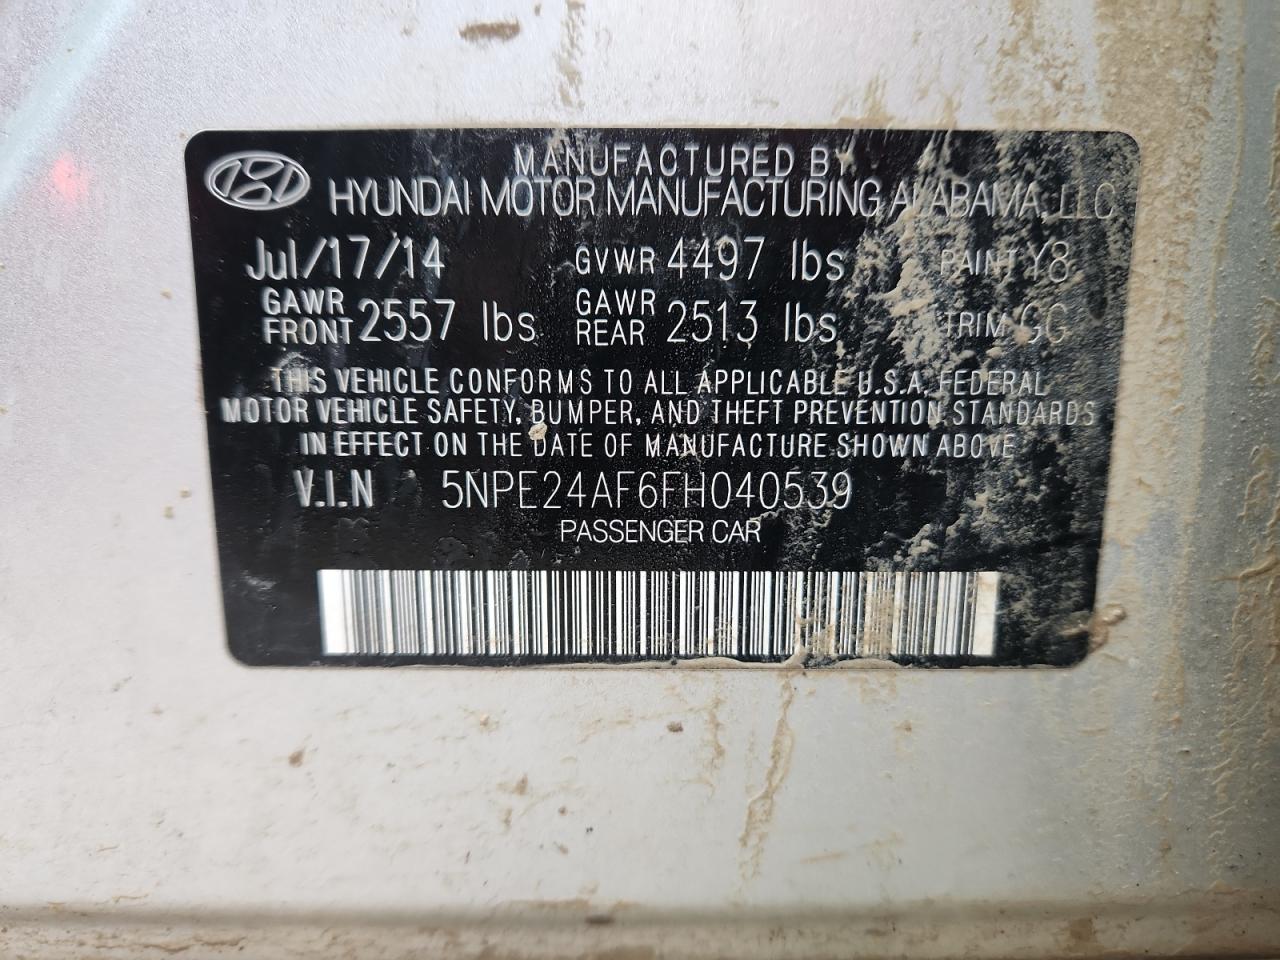 MANUFACTURED BY
HYUNDAI MOTOR MANUFACTURING ALABAMA, LLC
Jul/17/14 GVWR 4497 lbs PAINT Y8
GAWR FRONT 2557 lbs GAWR REAR 2513 lbs TRIM GG
THIS VEHICLE CONFORMS TO ALL APPLICABLE U.S.A. FEDERAL
MOTOR VEHICLE SAFETY, BUMPER, AND THEFT PREVENTION STANDARDS
IN EFFECT ON THE DATE OF MANUFACTURE SHOWN ABOVE
V.I.N 5NPE24AF6FH040539
PASSENGER CAR